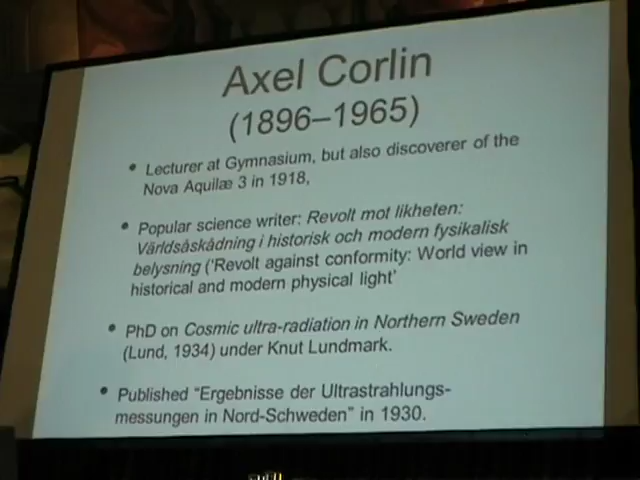 Axel Corlin
(1896–1965)
• Lecturer at Gymnasium, but also discoverer of the
Nova Aquilæ 3 in 1918,
• Popular science writer: Revolt mot likheten:
Världsåskådning i historisk och modern fysikalisk
belysning (‘Revolt against conformity: World view in
historical and modern physical light’
• PhD on Cosmic ultra-radiation in Northern Sweden
(Lund, 1934) under Knut Lundmark.
• Published “Ergebnisse der Ultrastrahlungs-
messungen in Nord-Schweden” in 1930.